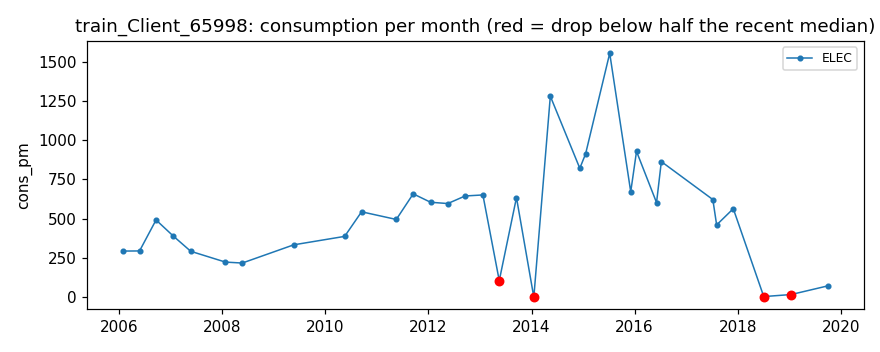 train_Client_65998: consumption per month (red = drop below half the recent median)
ELEC
cons_pm
1500
1250
1000
750
500
250
0
2006 2008 2010 2012 2014 2016 2018 2020